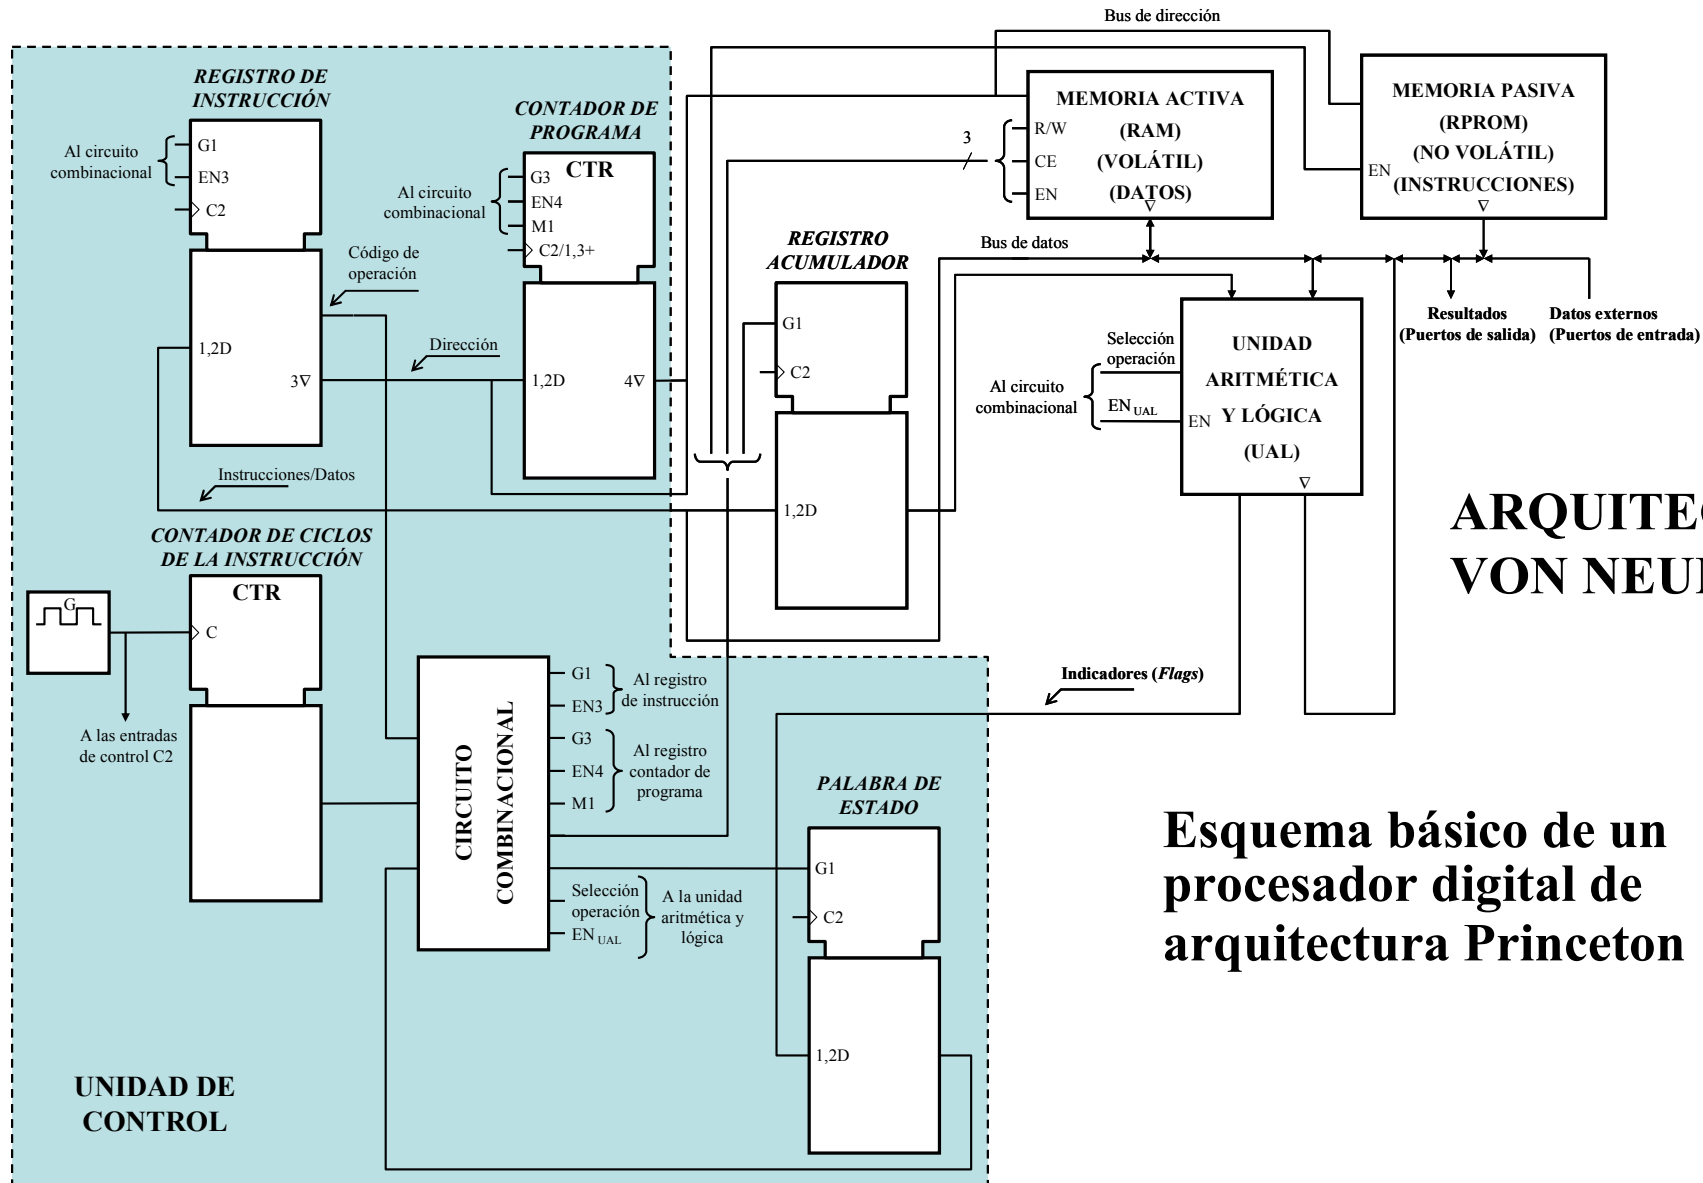 Bus de dirección
REGISTRO DE
INSTRUCCIÓN
G1
EN3
C2
Al circuito
combinacional
1,2D
3∇
CONTADOR DE
PROGRAMA
CTR
G3
EN4
M1
C2/1,3+
Al circuito
combinacional
1,2D
4∇
Código de
operación
Dirección
Instrucciones/Datos
MEMORIA ACTIVA
(RAM)
(VOLÁTIL)
(DATOS)
∇
R/W
CE
EN
3
MEMORIA PASIVA
(RPROM)
(NO VOLÁTIL)
(INSTRUCCIONES)
∇
EN
Bus de datos
REGISTRO
ACUMULADOR
G1
C2
1,2D
Resultados
(Puertos de salida)
Datos externos
(Puertos de entrada)
UNIDAD
ARITMÉTICA
Y LÓGICA
(UAL)
∇
EN
Selección
operación
EN UAL
Al circuito
combinacional
ARQUITE
VON NEU
CONTADOR DE CICLOS
DE LA INSTRUCCIÓN
CTR
C
G
A las entradas
de control C2
CIRCUITO
COMBINACIONAL
G1
EN3
Al registro
de instrucción
G3
EN4
M1
Al registro
contador de
programa
Selección
operación
EN UAL
A la unidad
aritmética y
lógica
Indicadores (Flags)
PALABRA DE
ESTADO
G1
C2
1,2D
Esquema básico de un
procesador digital de
arquitectura Princeton
UNIDAD DE
CONTROL